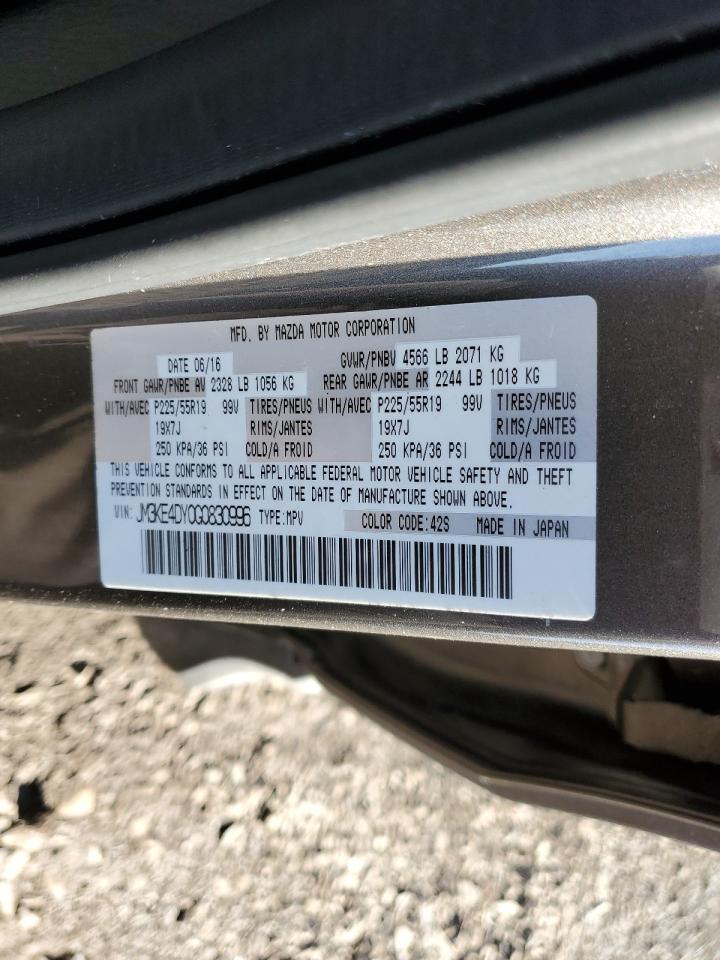 MFD. BY MAZDA MOTOR CORPORATION
DATE 06/16 GVWR/PNBV 4566 LB 2071 KG
FRONT GAWR/PNBE AV 2328 LB 1056 KG REAR GAWR/PNBE AR 2244 LB 1018 KG
WITH/AVEC P225/55R19 99V TIRES/PNEUS WITH/AVEC P225/55R19 99V TIRES/PNEUS
19X7J RIMS/JANTES 19X7J RIMS/JANTES
250 KPA/36 PSI COLD/A FROID 250 KPA/36 PSI COLD/A FROID
THIS VEHICLE CONFORMS TO ALL APPLICABLE FEDERAL MOTOR VEHICLE SAFETY AND THEFT
PREVENTION STANDARDS IN EFFECT ON THE DATE OF MANUFACTURE SHOWN ABOVE.
VIN: JM3KE4DY0G0830996 TYPE:MPV COLOR CODE:42S MADE IN JAPAN